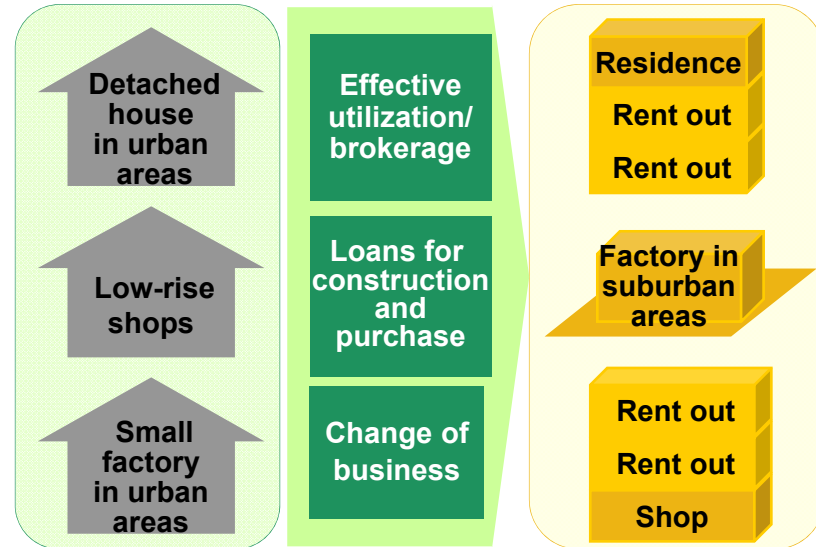 Detached
house
in urban
areas
Low-rise
shops
Small
factory
in urban
areas
Effective
utilization/
brokerage
Loans for
construction
and
purchase
Change of
business
Residence
Rent out
Rent out
Factory in
suburban
areas
Rent out
Rent out
Shop